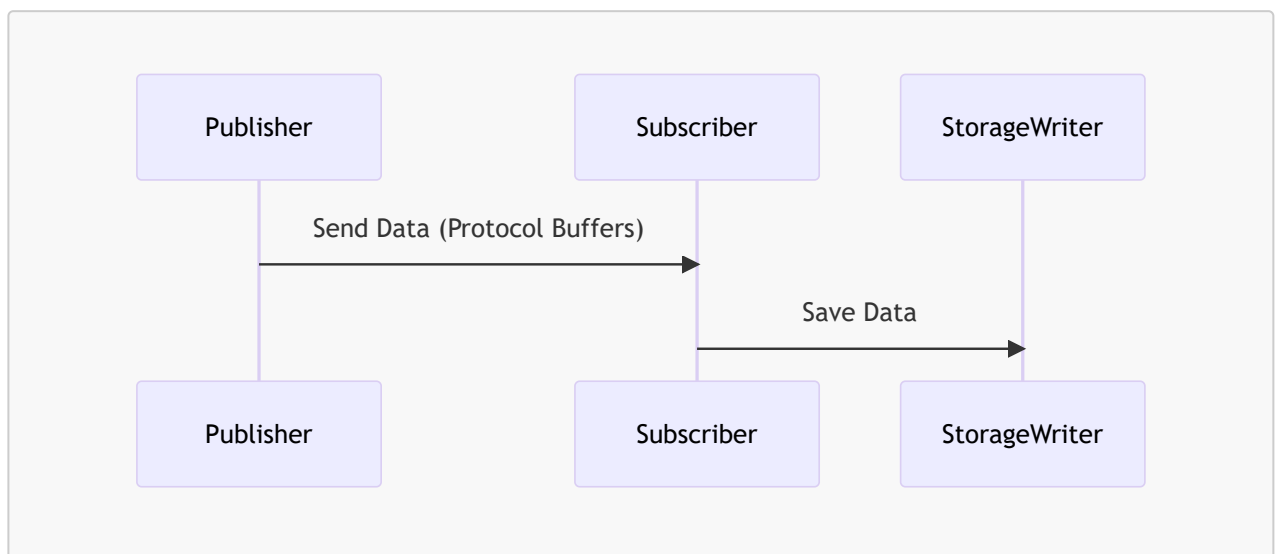 Publisher
Subscriber
StorageWriter
Send Data (Protocol Buffers)
Save Data
Publisher
Subscriber
StorageWriter